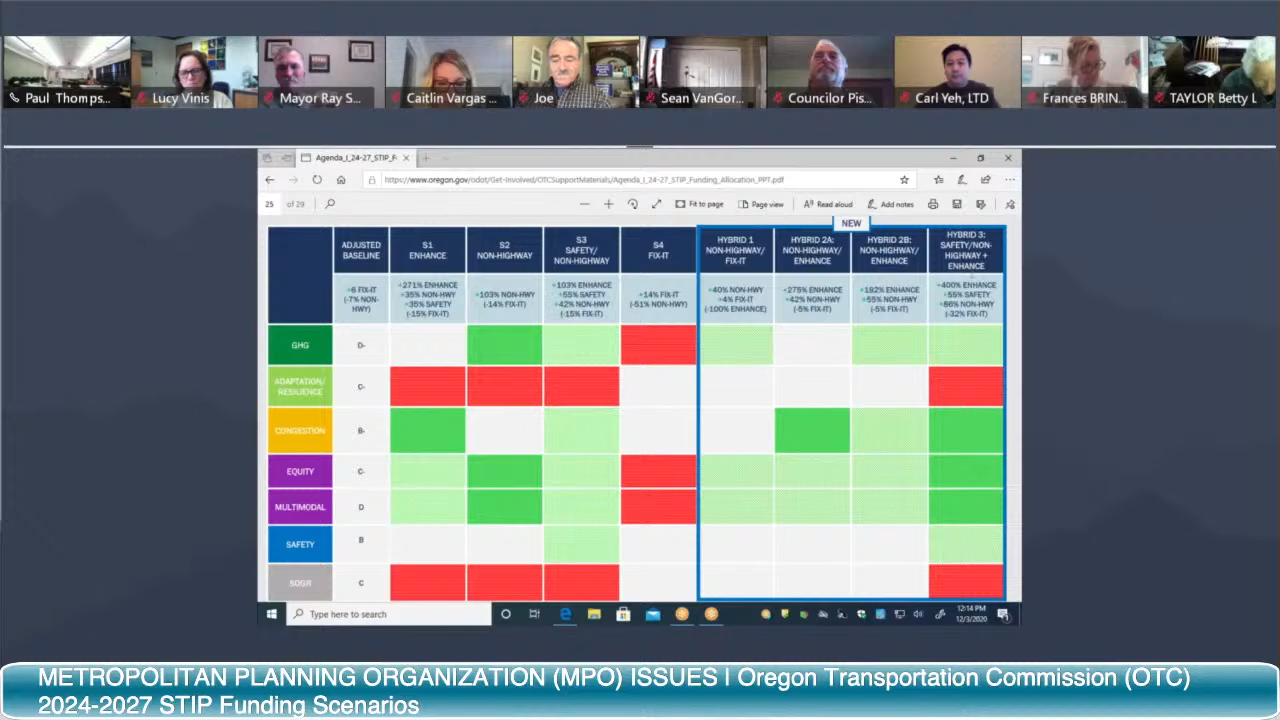 Paul Thomps...
Lucy Vinis
Mayor Ray S...
Caitlin Vargas ...
Joe
Sean VanGor...
Councilor Pis...
Carl Yeh, LTD
Frances BRIN...
TAYLOR Betty L
Agenda_I_24-27_STIP_F
https://www.oregon.gov/odot/Get-Involved/OTCSupportMaterials/Agenda_I_24-27_STIP_Funding_Allocation_PPT.pdf
25 of 29
Fit to page
Page view
Read aloud
Add notes
NEW
ADJUSTED
BASELINE
S1
ENHANCE
S2
NON-HIGHWAY
S3
SAFETY/
NON-HIGHWAY
S4
FIX-IT
HYBRID 1
NON-HIGHWAY/
FIX-IT
HYBRID 2A:
NON-HIGHWAY/
ENHANCE
HYBRID 2B:
NON-HIGHWAY/
ENHANCE
HYBRID 3:
SAFETY/NON-
HIGHWAY +
ENHANCE
+6 FIX-IT
(-7% NON-
HWY)
+271% ENHANCE
+35% NON-HWY
+35% SAFETY
(-15% FIX-IT)
+103% NON-HWY
(-14% FIX-IT)
+103% ENHANCE
+55% SAFETY
+42% NON-HWY
(-15% FIX-IT)
+14% FIX-IT
(-51% NON-HWY)
+40% NON-HWY
+4% FIX-IT
(-100% ENHANCE)
+275% ENHANCE
+42% NON-HWY
(-5% FIX-IT)
+182% ENHANCE
+55% NON-HWY
(-5% FIX-IT)
+400% ENHANCE
+55% SAFETY
+86% NON-HWY
(-32% FIX-IT)
GHG D-
ADAPTATION/
RESILIENCE C-
CONGESTION B-
EQUITY C-
MULTIMODAL D
SAFETY B
SOGR C
Type here to search
12:14 PM
12/3/2020
METROPOLITAN PLANNING ORGANIZATION (MPO) ISSUES | Oregon Transportation Commission (OTC)
2024-2027 STIP Funding Scenarios